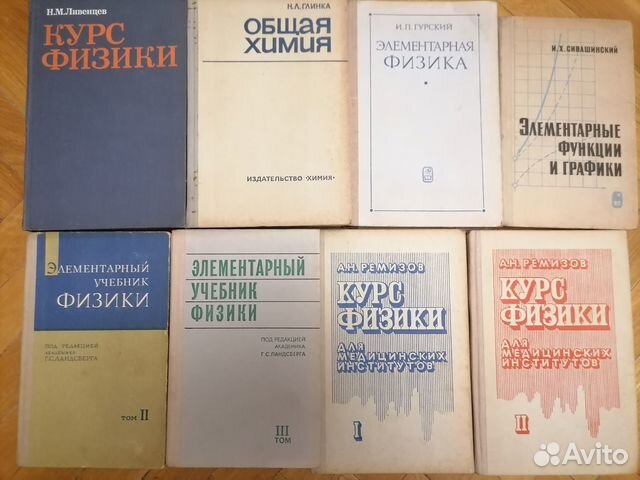 Н.М.Ливенцев
КУРС
ФИЗИКИ
Н.Л.ГЛИНКА
ОБЩАЯ
ХИМИЯ
ИЗДАТЕЛЬСТВО «ХИМИЯ»
И.П.ГУРСКИЙ
ЭЛЕМЕНТАРНАЯ
ФИЗИКА
И.Х.СИВАШИНСКИЙ
ЭЛЕМЕНТАРНЫЕ
ФУНКЦИИ
И ГРАФИКИ
ЭЛЕМЕНТАРНЫЙ
УЧЕБНИК
ФИЗИКИ
ПОД РЕДАКЦИЕЙ
АКАДЕМИКА
Г.С.ЛАНДСБЕРГА
ТОМ II
ЭЛЕМЕНТАРНЫЙ
УЧЕБНИК
ФИЗИКИ
ПОД РЕДАКЦИЕЙ
АКАДЕМИКА
Г.С.ЛАНДСБЕРГА
III
ТОМ
А.Н.РЕМИЗОВ
КУРС
ФИЗИКИ
ДЛЯ
МЕДИЦИНСКИХ
ИНСТИТУТОВ
I
А.Н.РЕМИЗОВ
КУРС
ФИЗИКИ
ДЛЯ
МЕДИЦИНСКИХ
ИНСТИТУТОВ
II
Avito